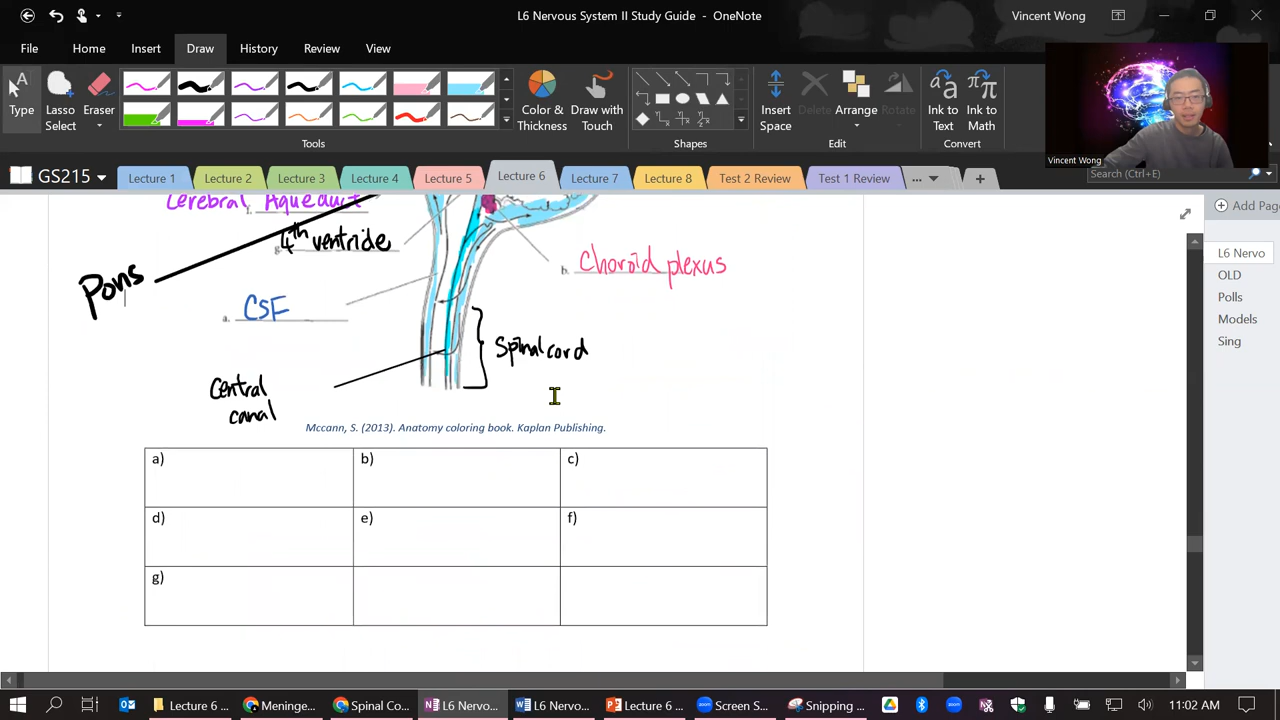 L6 Nervous System II Study Guide - OneNote
Vincent Wong
File Home Insert Draw History Review View
Type
Lasso Select
Eraser
Color & Thickness
Draw with Touch
Insert Space
Delete
Arrange
Rotate
Ink to Text
Ink to Math
Tools
Shapes
Edit
Convert
Vincent Wong
GS215
Lecture 1 Lecture 2 Lecture 3 Lecture 4 Lecture 5 Lecture 6 Lecture 7 Lecture 8 Test 2 Review Test 1 Review ...
Search (Ctrl+E)
Add Page
L6 Nervo
OLD
Polls
Models
Sing
Cerebral Aqueduct
f.
4th ventricle
g.
Pons
b. Choroid plexus
a. CSF
Spinal cord
Central canal
Mccann, S. (2013). Anatomy coloring book. Kaplan Publishing.
a) b) c)
d) e) f)
g)
Lecture 6 ... Meninge... Spinal Co... L6 Nervo... Lecture 6 ... Lecture 6 ... Screen S... Snipping ... 11:02 AM